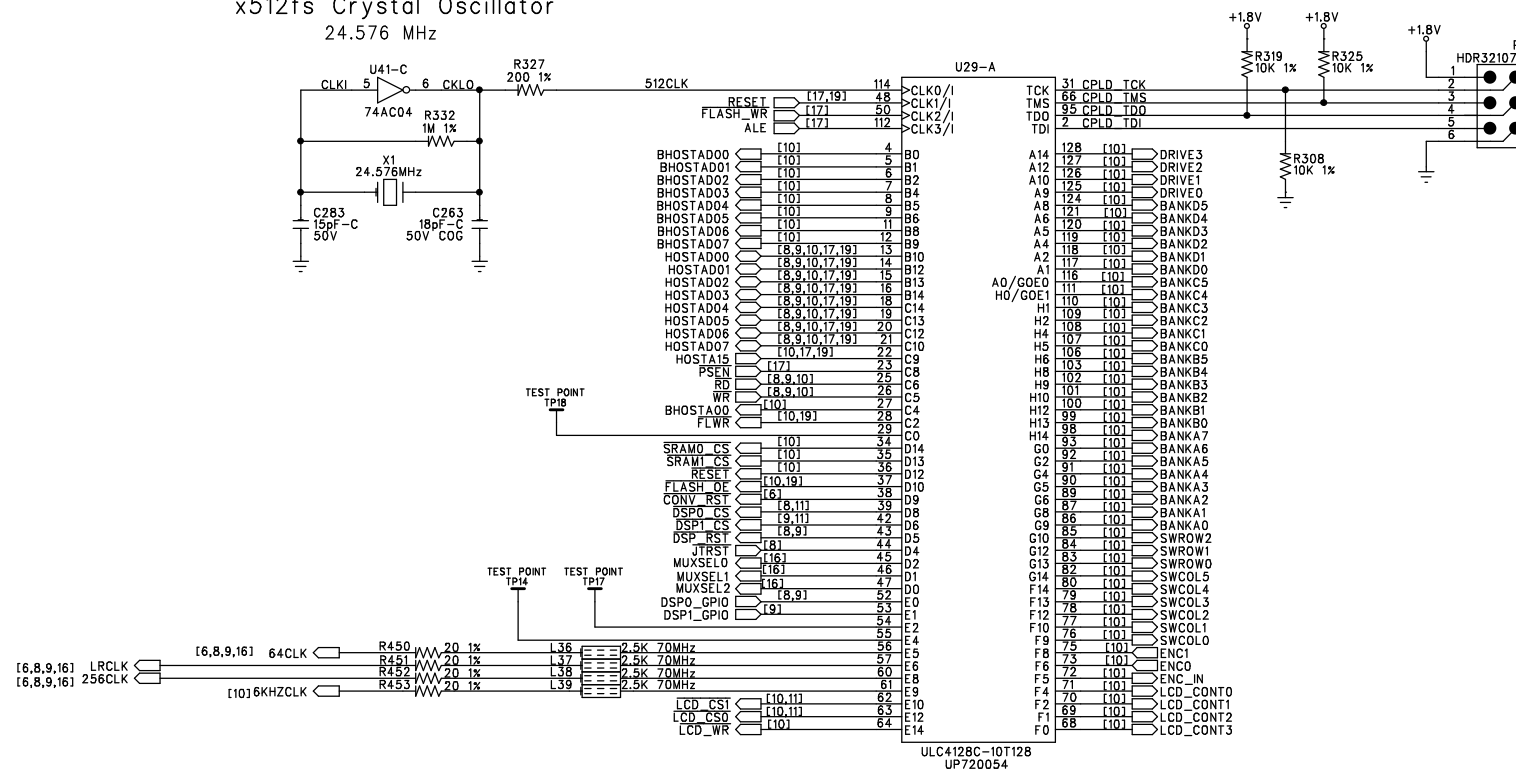 x512fs Crystal Oscillator
24.576 MHz
U41-C
CLKI 5 6 CKLO
74AC04
R332
1M 1%
X1
24.576MHz
C283
15pF-C
50V
C263
18pF-C
50V COG
R327
200 1%
512CLK
U29-A
114 >CLK0/I
RESET [17,19] 48 >CLK1/I
FLASH_WR [17] 50 >CLK2/I
ALE [17] 112 >CLK3/I
BHOSTAD00 [10] 4 B0
BHOSTAD01 [10] 5 B1
BHOSTAD02 [10] 6 B2
BHOSTAD03 [10] 7 B4
BHOSTAD04 [10] 8 B5
BHOSTAD05 [10] 9 B6
BHOSTAD06 [10] 11 B8
BHOSTAD07 [10] 12 B9
HOSTAD00 [8,9,10,17,19] 13 B10
HOSTAD01 [8,9,10,17,19] 14 B12
HOSTAD02 [8,9,10,17,19] 15 B13
HOSTAD03 [8,9,10,17,19] 16 B14
HOSTAD04 [8,9,10,17,19] 18 C14
HOSTAD05 [8,9,10,17,19] 19 C13
HOSTAD06 [8,9,10,17,19] 20 C12
HOSTAD07 [8,9,10,17,19] 21 C10
HOSTA15 [10,17,19] 22 C9
PSEN [17] 23 C8
RD [8,9,10] 25 C6
WR [8,9,10] 26 C5
BHOSTA00 [10] 27 C4
FLWR [10,19] 28 C2
TEST POINT
TP18
29 C0
SRAM0_CS [10] 34 D14
SRAM1_CS [10] 35 D13
RESET [10] 36 D12
FLASH_OE [10,19] 37 D10
CONV_RST [6] 38 D9
DSP0_CS [8,11] 39 D8
DSP1_CS [9,11] 42 D6
DSP_RST [8,9] 43 D5
JTRST [8] 44 D4
MUXSEL0 [16] 45 D2
MUXSEL1 [16] 46 D1
MUXSEL2 [16] 47 D0
DSP0_GPIO [8,9] 52 E0
DSP1_GPIO [9] 53 E1
TEST POINT
TP14
TEST POINT
TP17
54 E2
55 E4
[6,8,9,16] 64CLK R450 20 1% L36 2.5K 70MHz 56 E5
[6,8,9,16] LRCLK R451 20 1% L37 2.5K 70MHz 57 E6
[6,8,9,16] 256CLK R452 20 1% L38 2.5K 70MHz 60 E8
[10] 6KHZCLK R453 20 1% L39 2.5K 70MHz 61 E9
LCD_CS1 [10,11] 62 E10
LCD_CS0 [10,11] 63 E12
LCD_WR [10] 64 E14
TCK 31 CPLD_TCK
TMS 66 CPLD_TMS
TDO 95 CPLD_TDO
TDI 2 CPLD_TDI
A14 128 [10] DRIVE3
A12 127 [10] DRIVE2
A10 126 [10] DRIVE1
A9 125 [10] DRIVE0
A8 124 [10] BANKD5
A6 121 [10] BANKD4
A5 120 [10] BANKD3
A4 119 [10] BANKD2
A2 118 [10] BANKD1
A1 117 [10] BANKD0
A0/GOE0 116 [10] BANKC5
H0/GOE1 111 [10] BANKC4
H1 110 [10] BANKC3
H2 109 [10] BANKC2
H4 108 [10] BANKC1
H5 107 [10] BANKC0
H6 106 [10] BANKB5
H8 103 [10] BANKB4
H9 102 [10] BANKB3
H10 101 [10] BANKB2
H12 100 [10] BANKB1
H13 99 [10] BANKB0
H14 98 [10] BANKA7
G0 93 [10] BANKA6
G2 92 [10] BANKA5
G4 91 [10] BANKA4
G5 90 [10] BANKA3
G6 89 [10] BANKA2
G8 87 [10] BANKA1
G9 86 [10] BANKA0
G10 85 [10] SWROW2
G12 84 [10] SWROW1
G13 83 [10] SWROW0
G14 82 [10] SWCOL5
F14 80 [10] SWCOL4
F13 79 [10] SWCOL3
F12 78 [10] SWCOL2
F10 77 [10] SWCOL1
F9 76 [10] SWCOL0
F8 75 [10] ENC1
F6 73 [10] ENC0
F5 72 [10] ENC_IN
F4 71 [10] LCD_CONT0
F2 70 [10] LCD_CONT1
F1 69 [10] LCD_CONT2
F0 68 [10] LCD_CONT3
ULC4128C-10T128
UP720054
+1.8V
R319
10K 1%
+1.8V
R325
10K 1%
R308
10K 1%
+1.8V
HDR32107
1
2
3
4
5
6